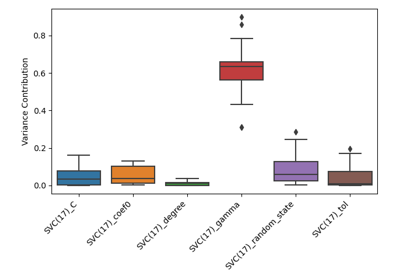 Variance Contribution
0.8
0.6
0.4
0.2
0.0
SVC(17)_C
SVC(17)_coef0
SVC(17)_degree
SVC(17)_gamma
SVC(17)_random_state
SVC(17)_tol